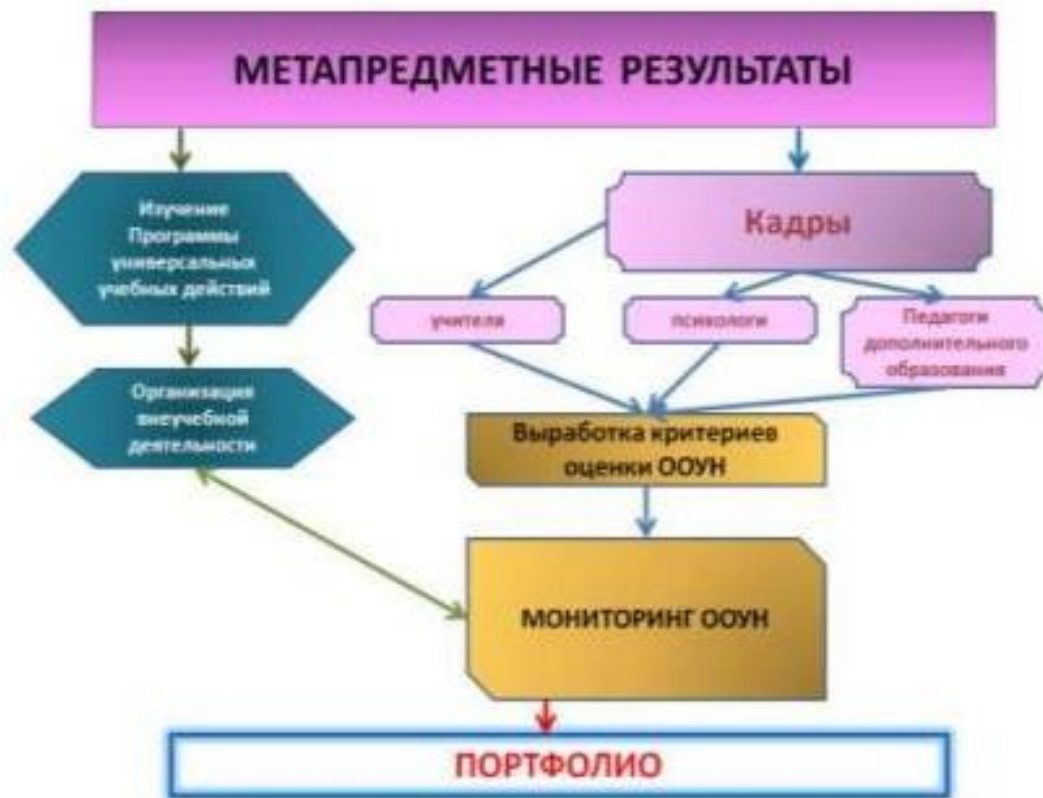 МЕТАПРЕДМЕТНЫЕ РЕЗУЛЬТАТЫ
Изучение
Программы
универсальных
учебных действий
Кадры
учителя
психологи
Педагоги
дополнительного
образования
Организация
внеучебной
деятельности
Выработка критериев
оценки ООУН
МОНИТОРИНГ ООУН
ПОРТФОЛИО